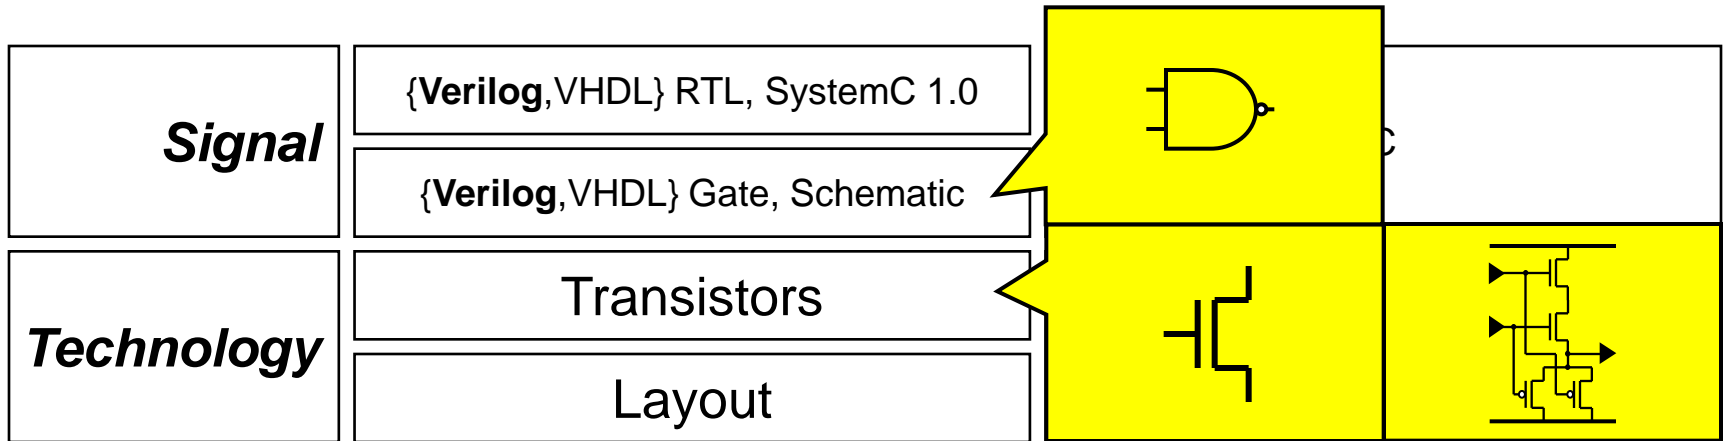 Signal
{Verilog,VHDL} RTL, SystemC 1.0
{Verilog,VHDL} Gate, Schematic
Technology
Transistors
Layout